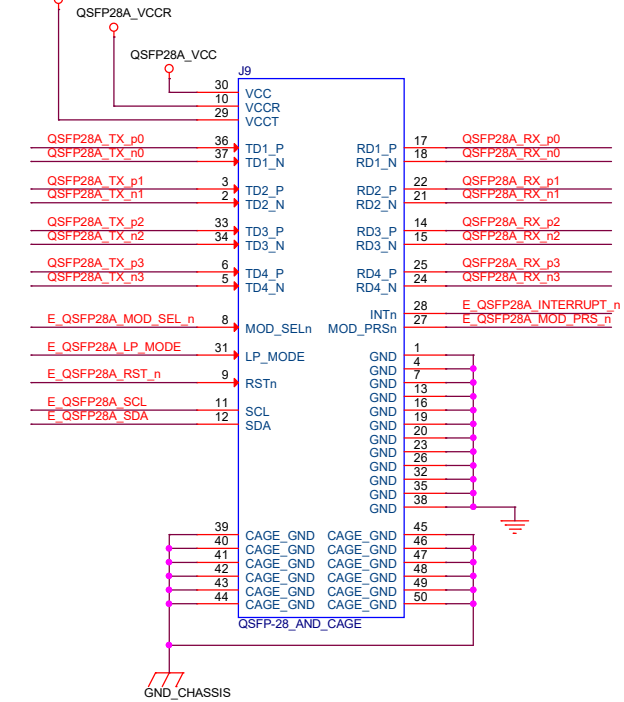 QSFP28A_VCCR
QSFP28A_VCC
J9
30 VCC
10 VCCR
29 VCCT
QSFP28A_TX_p0 36 TD1_P RD1_P 17 QSFP28A_RX_p0
QSFP28A_TX_n0 37 TD1_N RD1_N 18 QSFP28A_RX_n0
QSFP28A_TX_p1 3 TD2_P RD2_P 22 QSFP28A_RX_p1
QSFP28A_TX_n1 2 TD2_N RD2_N 21 QSFP28A_RX_n1
QSFP28A_TX_p2 33 TD3_P RD3_P 14 QSFP28A_RX_p2
QSFP28A_TX_n2 34 TD3_N RD3_N 15 QSFP28A_RX_n2
QSFP28A_TX_p3 6 TD4_P RD4_P 25 QSFP28A_RX_p3
QSFP28A_TX_n3 5 TD4_N RD4_N 24 QSFP28A_RX_n3
INTn 28 E_QSFP28A_INTERRUPT_n
E_QSFP28A_MOD_SEL_n 8 MOD_SELn MOD_PRSn 27 E_QSFP28A_MOD_PRS_n
E_QSFP28A_LP_MODE 31 LP_MODE GND 1
GND 4
E_QSFP28A_RST_n 9 RSTn GND 7
GND 13
E_QSFP28A_SCL 11 SCL GND 16
E_QSFP28A_SDA 12 SDA GND 19
GND 20
GND 23
GND 26
GND 32
GND 35
GND 38
39 CAGE_GND CAGE_GND 45
40 CAGE_GND CAGE_GND 46
41 CAGE_GND CAGE_GND 47
42 CAGE_GND CAGE_GND 48
43 CAGE_GND CAGE_GND 49
44 CAGE_GND CAGE_GND 50
QSFP-28_AND_CAGE
GND_CHASSIS